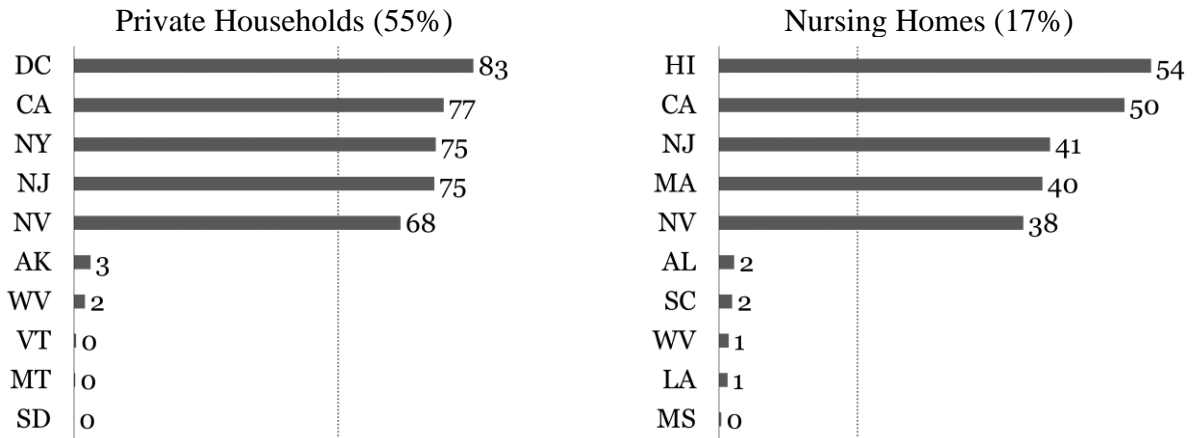 Private Households (55%)
DC 83
CA 77
NY 75
NJ 75
NV 68
AK 3
WV 2
VT 0
MT 0
SD 0
Nursing Homes (17%)
HI 54
CA 50
NJ 41
MA 40
NV 38
AL 2
SC 2
WV 1
LA 1
MS 0